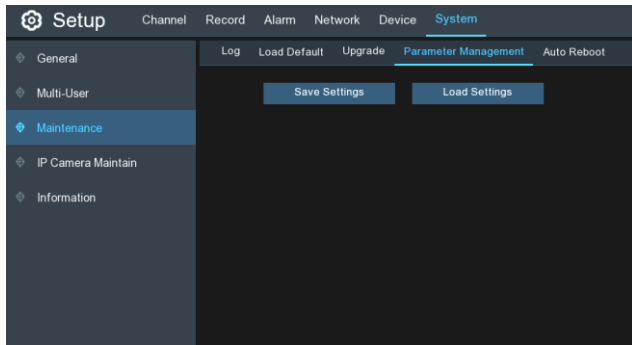 Setup Channel Record Alarm Network Device System
Log Load Default Upgrade Parameter Management Auto Reboot
General
Multi-User
Maintenance
IP Camera Maintain
Information
Save Settings Load Settings